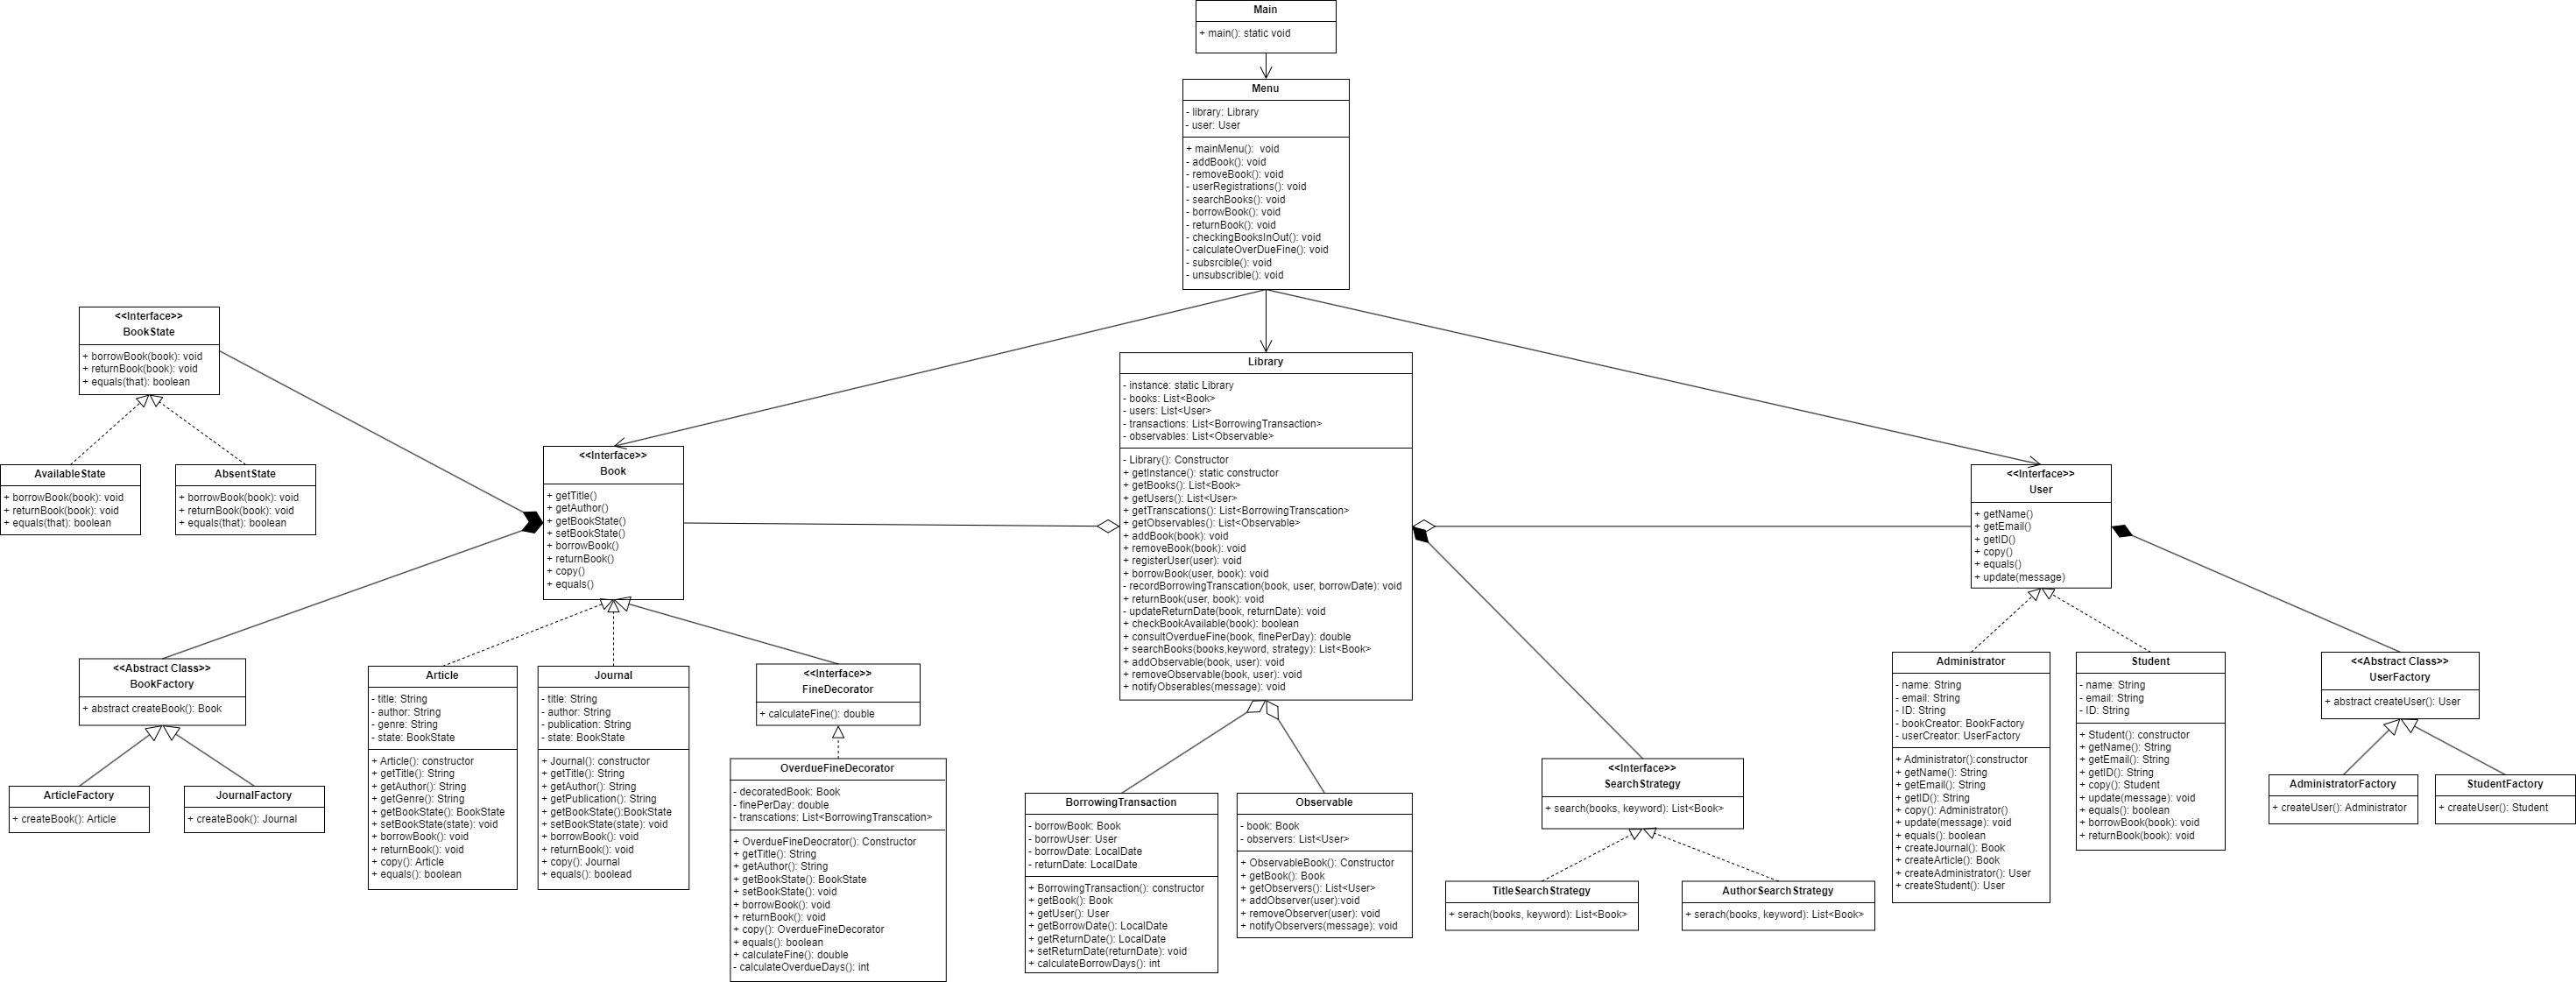 Main
+ main(): static void
Menu
- library: Library
- user: User
+ mainMenu():  void
- addBook(): void
- removeBook(): void
- userRegistrations(): void
- searchBooks(): void
- borrowBook(): void
- returnBook(): void
- checkingBooksInOut(): void
- calculateOverDueFine(): void
- subsrcible(): void
- unsubscrible(): void
<<Interface>>
BookState
+ borrowBook(book): void
+ returnBook(book): void
+ equals(that): boolean
AvailableState
+ borrowBook(book): void
+ returnBook(book): void
+ equals(that): boolean
AbsentState
+ borrowBook(book): void
+ returnBook(book): void
+ equals(that): boolean
<<Interface>>
Book
+ getTitle()
+ getAuthor()
+ getBookState()
+ setBookState()
+ borrowBook()
+ returnBook()
+ copy()
+ equals()
Library
- instance: static Library
- books: List<Book>
- users: List<User>
- transactions: List<BorrowingTransaction>
- observables: List<Observable>
- Library(): Constructor
+ getInstance(): static constructor
+ getBooks(): List<Book>
+ getUsers(): List<User>
+ getTranscations(): List<BorrowingTranscation>
+ getObservables(): List<Observable>
+ addBook(book): void
+ removeBook(book): void
+ registerUser(user): void
+ borrowBook(user, book): void
- recordBorrowingTranscation(book, user, borrowDate): void
+ returnBook(user, book): void
- updateReturnDate(book, returnDate): void
+ checkBookAvailable(book): boolean
+ consultOverdueFine(book, finePerDay): double
+ searchBooks(books,keyword, strategy): List<Book>
+ addObservable(book, user): void
+ removeObservable(book, user): void
+ notifyObserables(message): void
<<Interface>>
User
+ getName()
+ getEmail()
+ getID()
+ copy()
+ equals()
+ update(message)
<<Abstract Class>>
BookFactory
+ abstract createBook(): Book
ArticleFactory
+ createBook(): Article
JournalFactory
+ createBook(): Journal
Article
- title: String
- author: String
- genre: String
- state: BookState
+ Article(): constructor
+ getTitle(): String
+ getAuthor(): String
+ getGenre(): String
+ getBookState(): BookState
+ setBookState(state): void
+ borrowBook(): void
+ returnBook(): void
+ copy(): Article
+ equals(): boolean
Journal
- title: String
- author: String
- publication: String
- state: BookState
+ Journal(): constructor
+ getTitle(): String
+ getAuthor(): String
+ getPublication(): String
+ getBookState():BookState
+ setBookState(state): void
+ borrowBook(): void
+ returnBook(): void
+ copy(): Journal
+ equals(): boolead
<<Interface>>
FineDecorator
+ calculateFine(): double
OverdueFineDecorator
- decoratedBook: Book
- finePerDay: double
- transcations: List<BorrowingTranscation>
+ OverdueFineDeocrator(): Constructor
+ getTitle(): String
+ getAuthor(): String
+ getBookState(): BookState
+ setBookState(): void
+ borrowBook(): void
+ returnBook(): void
+ copy(): OverdueFineDecorator
+ equals(): boolean
+ calculateFine(): double
- calculateOverdueDays(): int
BorrowingTransaction
- borrowBook: Book
- borrowUser: User
- borrowDate: LocalDate
- returnDate: LocalDate
+ BorrowingTransaction(): constructor
+ getBook(): Book
+ getUser(): User
+ getBorrowDate(): LocalDate
+ getReturnDate(): LocalDate
+ setReturnDate(returnDate): void
+ calculateBorrowDays(): int
Observable
- book: Book
- observers: List<User>
+ ObservableBook(): Constructor
+ getBook(): Book
+ getObservers(): List<User>
+ addObserver(user):void
+ removeObserver(user): void
+ notifyObservers(message): void
<<Interface>>
SearchStrategy
+ search(books, keyword): List<Book>
TitleSearchStrategy
+ serach(books, keyword): List<Book>
AuthorSearchStrategy
+ serach(books, keyword): List<Book>
Administrator
- name: String
- email: String
- ID: String
- bookCreator: BookFactory
- userCreator: UserFactory
+ Administrator():constructor
+ getName(): String
+ getEmail(): String
+ getID(): String
+ copy(): Administrator()
+ update(message): void
+ equals(): boolean
+ createJournal(): Book
+ createArticle(): Book
+ createAdministrator(): User
+ createStudent(): User
Student
- name: String
- email: String
- ID: String
+ Student(): constructor
+ getName(): String
+ getEmail(): String
+ getID(): String
+ copy(): Student
+ update(message): void
+ equals(): boolean
+ borrowBook(book): void
+ returnBook(book): void
<<Abstract Class>>
UserFactory
+ abstract createUser(): User
AdministratorFactory
+ createUser(): Administrator
StudentFactory
+ createUser(): Student